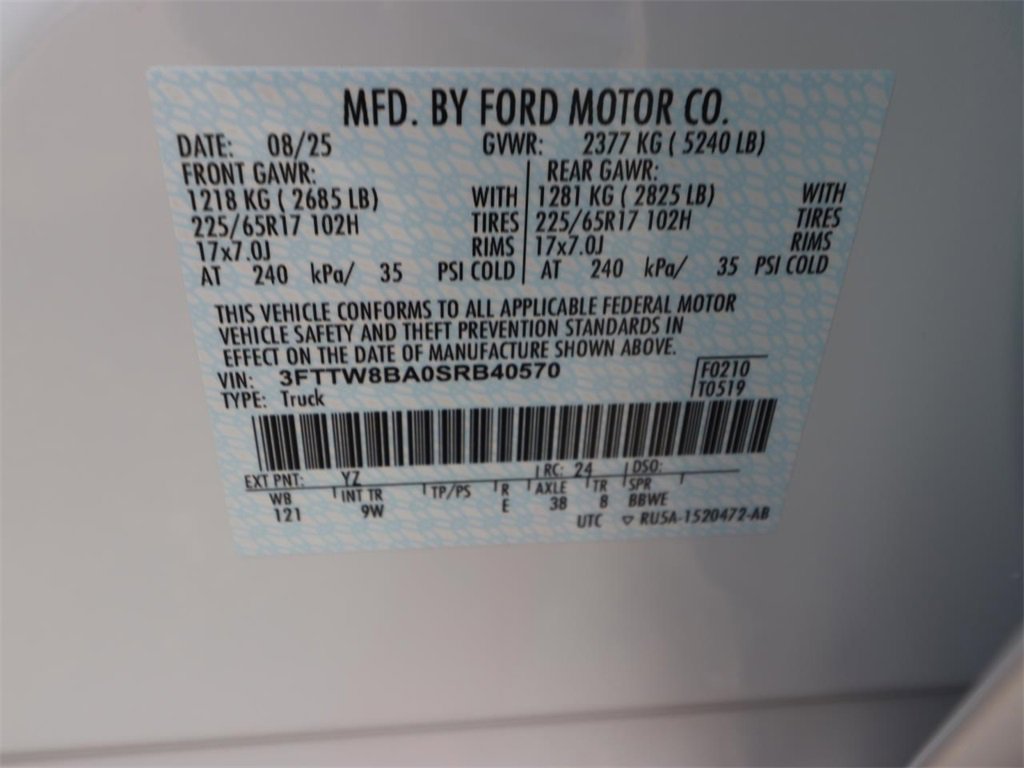 MFD. BY FORD MOTOR CO.
DATE: 08/25 GVWR: 2377 KG ( 5240 LB)
FRONT GAWR: REAR GAWR:
1218 KG ( 2685 LB) WITH 1281 KG ( 2825 LB) WITH
225/65R17 102H TIRES 225/65R17 102H TIRES
17x7.0J RIMS 17x7.0J RIMS
AT 240 kPa/ 35 PSI COLD AT 240 kPa/ 35 PSI COLD
THIS VEHICLE CONFORMS TO ALL APPLICABLE FEDERAL MOTOR
VEHICLE SAFETY AND THEFT PREVENTION STANDARDS IN
EFFECT ON THE DATE OF MANUFACTURE SHOWN ABOVE.
VIN: 3FTTW8BA0SRB40570 F0210
TYPE: Truck T0519
EXT PNT: YZ RC: 24 DSO:
WB INT TR TP/PS R AXLE TR SPR
121 9W E 38 8 BBWE
UTC RU5A-1520472-AB